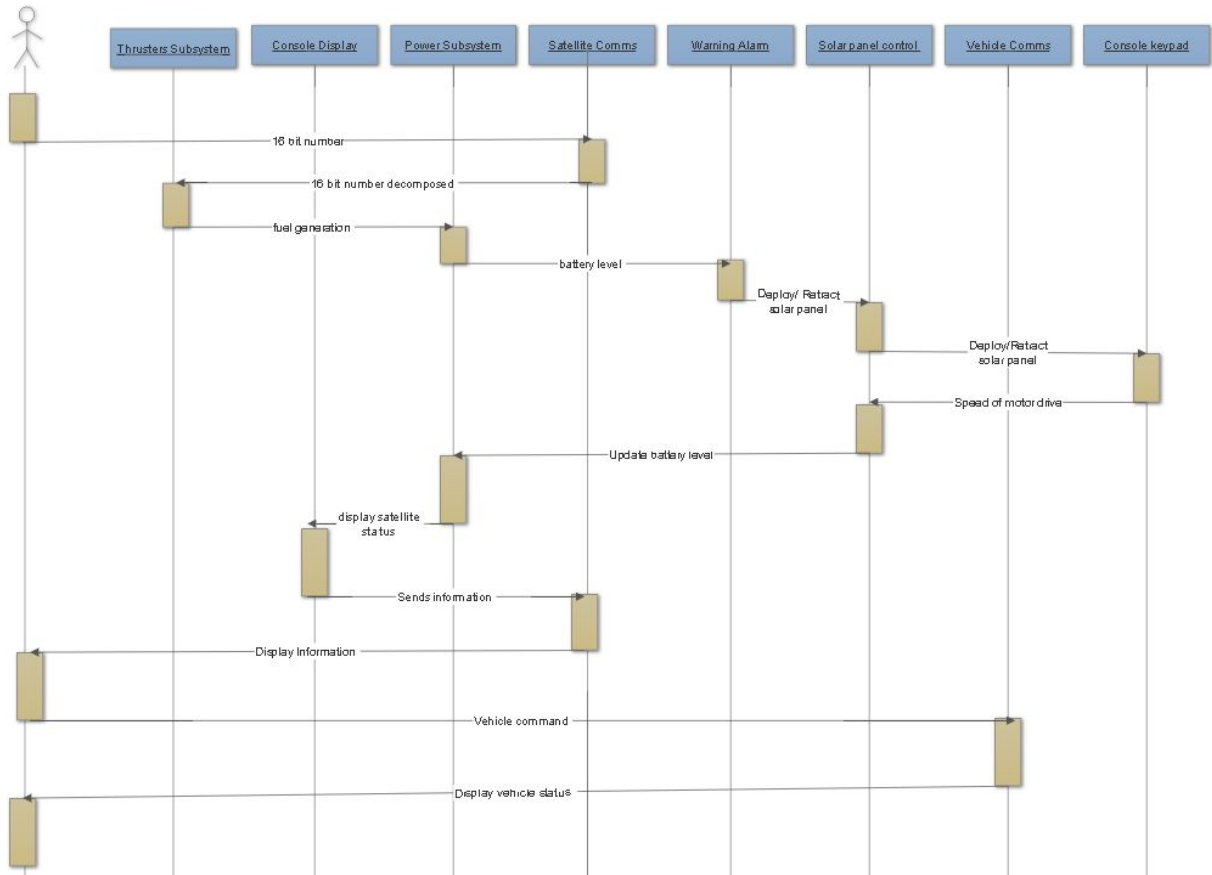 Thrusters Subsystem
Console Display
Power Subsystem
Satellite Comms
Warning Alarm
Solar panel control
Vehicle Comms
Console keypad
16 bit number
16 bit number decomposed
fuel generation
battery level
Deploy/ Retract
solar panel
Deploy/Retract
solar panel
Speed of motor drive
Update battery level
display satellite
status
Sends information
Display Information
Vehicle command
Display vehicle status